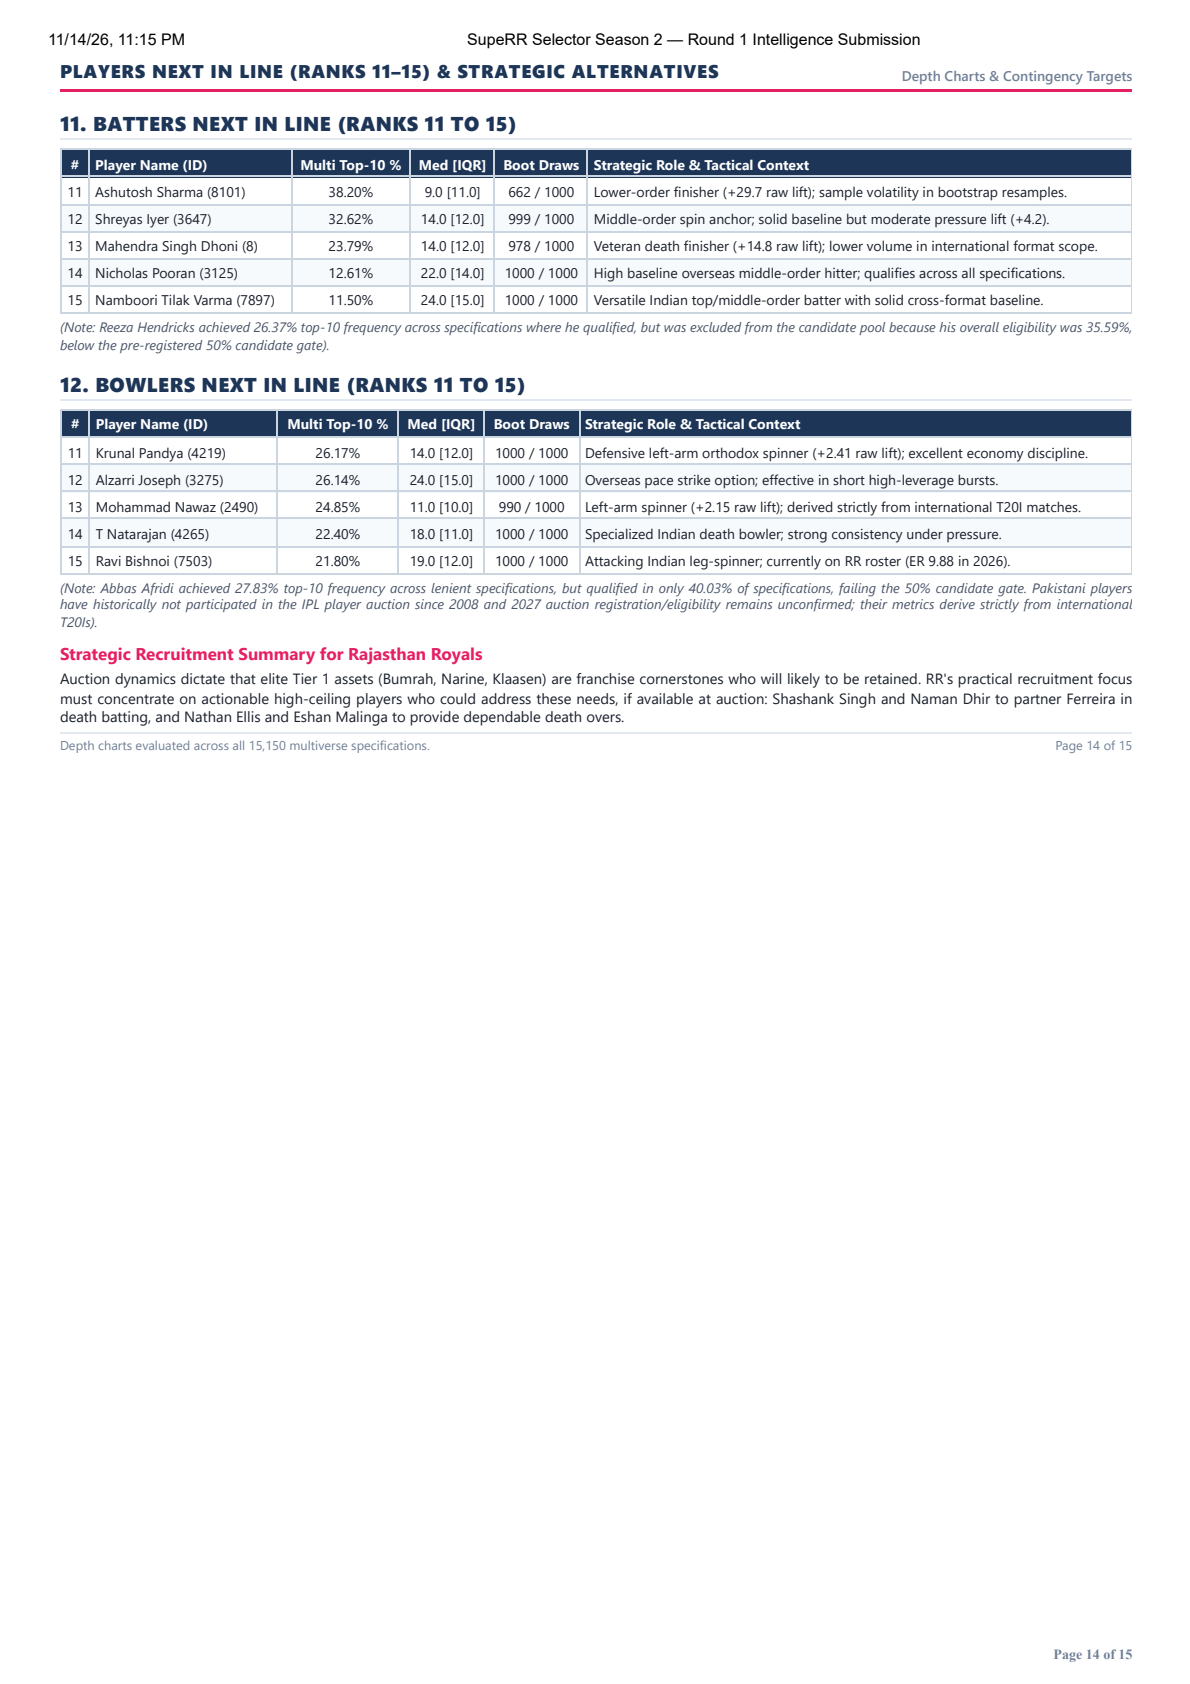 11/14/26, 11:15 PM SupeRR Selector Season 2 — Round 1 Intelligence Submission
PLAYERS NEXT IN LINE (RANKS 11–15) & STRATEGIC ALTERNATIVES Depth Charts & Contingency Targets
11. BATTERS NEXT IN LINE (RANKS 11 TO 15)
# Player Name (ID) Multi Top-10 % Med [IQR] Boot Draws Strategic Role & Tactical Context
11 Ashutosh Sharma (8101) 38.20% 9.0 [11.0] 662 / 1000 Lower-order finisher (+29.7 raw lift); sample volatility in bootstrap resamples.
12 Shreyas Iyer (3647) 32.62% 14.0 [12.0] 999 / 1000 Middle-order spin anchor; solid baseline but moderate pressure lift (+4.2).
13 Mahendra Singh Dhoni (8) 23.79% 14.0 [12.0] 978 / 1000 Veteran death finisher (+14.8 raw lift); lower volume in international format scope.
14 Nicholas Pooran (3125) 12.61% 22.0 [14.0] 1000 / 1000 High baseline overseas middle-order hitter; qualifies across all specifications.
15 Namboori Tilak Varma (7897) 11.50% 24.0 [15.0] 1000 / 1000 Versatile Indian top/middle-order batter with solid cross-format baseline.
(Note: Reeza Hendricks achieved 26.37% top-10 frequency across specifications where he qualified, but was excluded from the candidate pool because his overall eligibility was 35.59%,
below the pre-registered 50% candidate gate).
12. BOWLERS NEXT IN LINE (RANKS 11 TO 15)
# Player Name (ID) Multi Top-10 % Med [IQR] Boot Draws Strategic Role & Tactical Context
11 Krunal Pandya (4219) 26.17% 14.0 [12.0] 1000 / 1000 Defensive left-arm orthodox spinner (+2.41 raw lift); excellent economy discipline.
12 Alzarri Joseph (3275) 26.14% 24.0 [15.0] 1000 / 1000 Overseas pace strike option; effective in short high-leverage bursts.
13 Mohammad Nawaz (2490) 24.85% 11.0 [10.0] 990 / 1000 Left-arm spinner (+2.15 raw lift); derived strictly from international T20I matches.
14 T Natarajan (4265) 22.40% 18.0 [11.0] 1000 / 1000 Specialized Indian death bowler; strong consistency under pressure.
15 Ravi Bishnoi (7503) 21.80% 19.0 [12.0] 1000 / 1000 Attacking Indian leg-spinner; currently on RR roster (ER 9.88 in 2026).
(Note: Abbas Afridi achieved 27.83% top-10 frequency across lenient specifications, but qualified in only 40.03% of specifications, failing the 50% candidate gate. Pakistani players
have historically not participated in the IPL player auction since 2008 and 2027 auction registration/eligibility remains unconfirmed; their metrics derive strictly from international
T20Is).
Strategic Recruitment Summary for Rajasthan Royals
Auction dynamics dictate that elite Tier 1 assets (Bumrah, Narine, Klaasen) are franchise cornerstones who will likely to be retained. RR's practical recruitment focus
must concentrate on actionable high-ceiling players who could address these needs, if available at auction: Shashank Singh and Naman Dhir to partner Ferreira in
death batting, and Nathan Ellis and Eshan Malinga to provide dependable death overs.
Depth charts evaluated across all 15,150 multiverse specifications. Page 14 of 15
Page 14 of 15